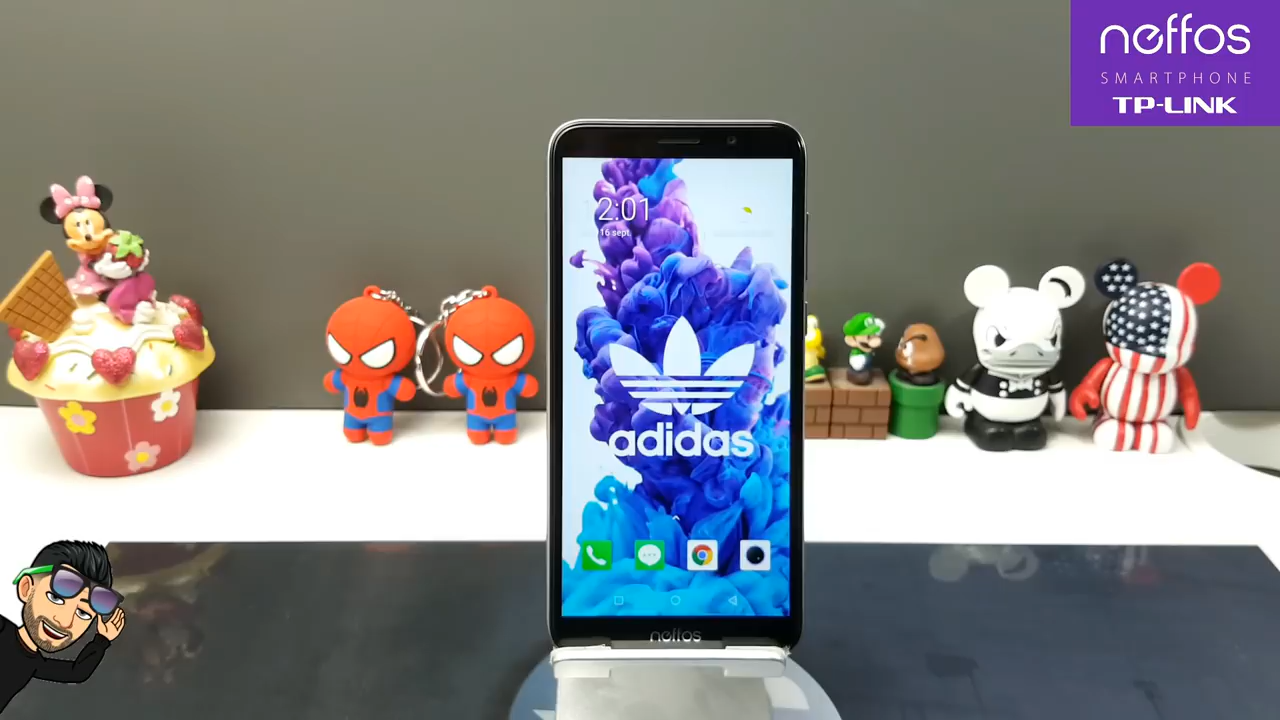 neffos
SMARTPHONE
TP-LINK
2:01
16 sept.
adidas
neffos